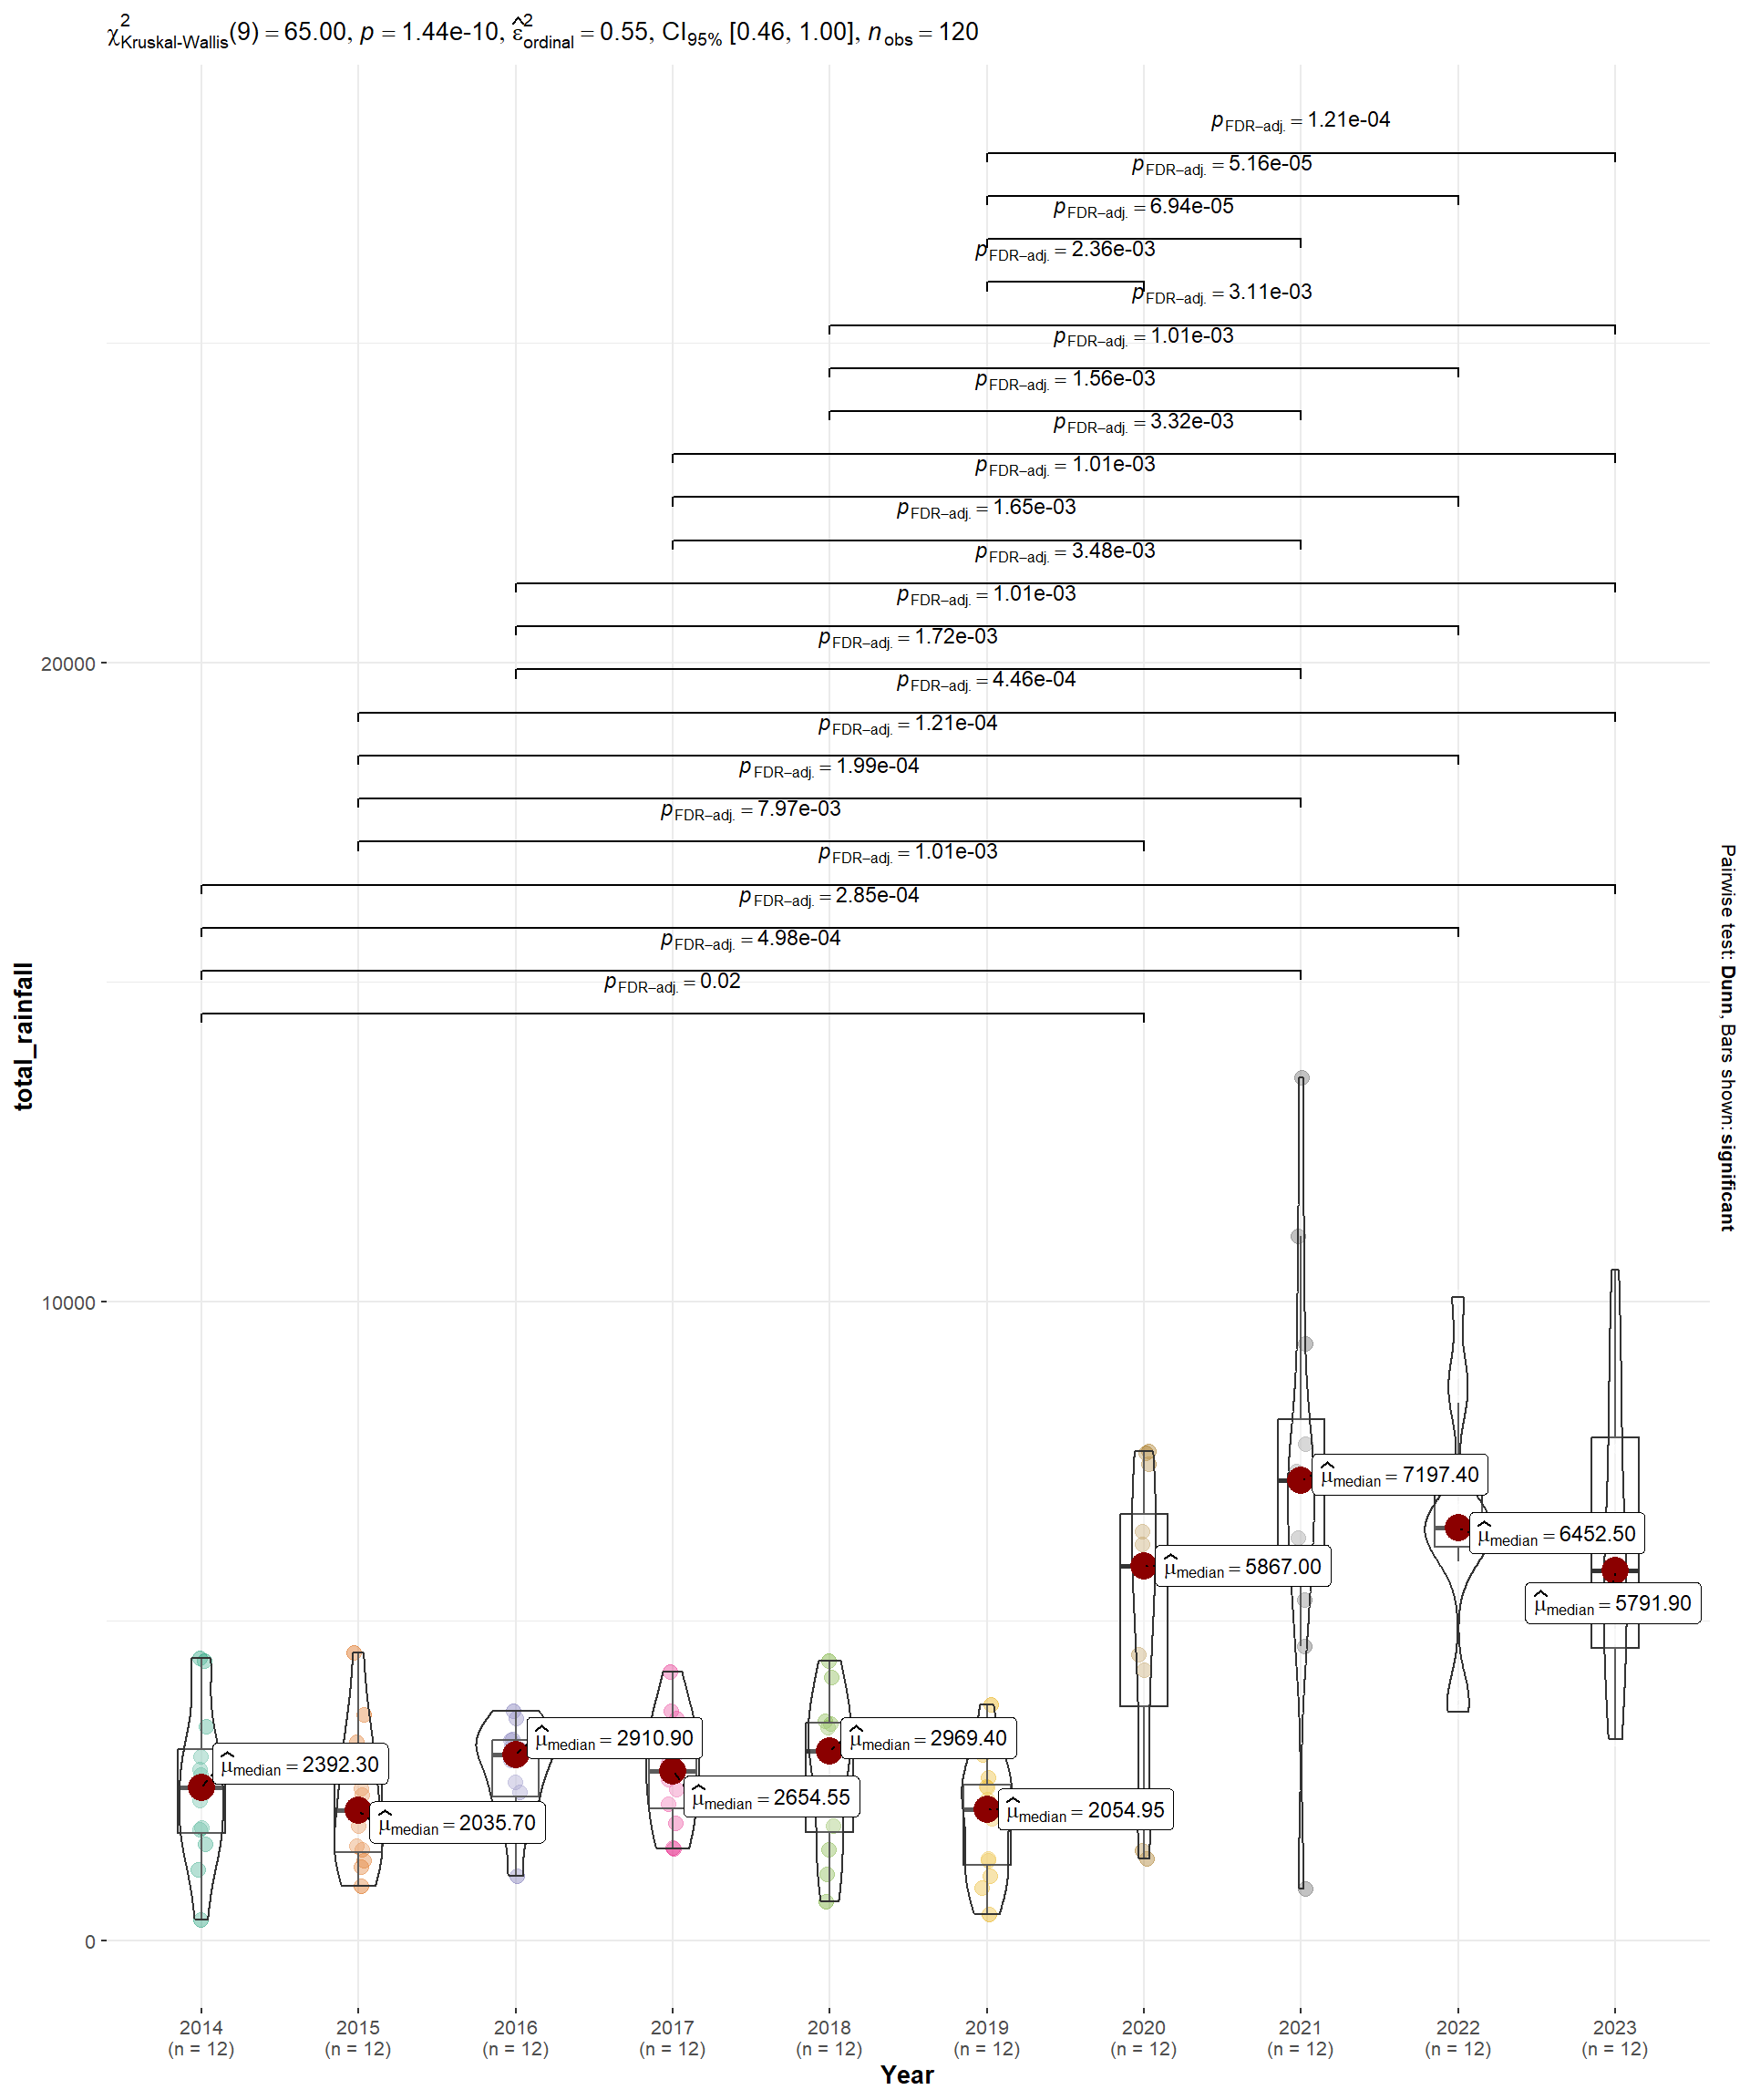 χ²Kruskal-Wallis(9) = 65.00, p = 1.44e-10, ε̂²ordinal = 0.55, CI95% [0.46, 1.00], nobs = 120
pFDR−adj. = 1.21e-04
pFDR−adj. = 5.16e-05
pFDR−adj. = 6.94e-05
pFDR−adj. = 2.36e-03
pFDR−adj. = 3.11e-03
pFDR−adj. = 1.01e-03
pFDR−adj. = 1.56e-03
pFDR−adj. = 3.32e-03
pFDR−adj. = 1.01e-03
pFDR−adj. = 1.65e-03
pFDR−adj. = 3.48e-03
pFDR−adj. = 1.01e-03
pFDR−adj. = 1.72e-03
pFDR−adj. = 4.46e-04
pFDR−adj. = 1.21e-04
pFDR−adj. = 1.99e-04
pFDR−adj. = 7.97e-03
pFDR−adj. = 1.01e-03
pFDR−adj. = 2.85e-04
pFDR−adj. = 4.98e-04
pFDR−adj. = 0.02
20000
10000
0
total_rainfall
Pairwise test: Dunn, Bars shown: significant
μ̂median = 2392.30
μ̂median = 2035.70
μ̂median = 2910.90
μ̂median = 2654.55
μ̂median = 2969.40
μ̂median = 2054.95
μ̂median = 5867.00
μ̂median = 7197.40
μ̂median = 6452.50
μ̂median = 5791.90
2014 2015 2016 2017 2018 2019 2020 2021 2022 2023
(n = 12) (n = 12) (n = 12) (n = 12) (n = 12) (n = 12) (n = 12) (n = 12) (n = 12) (n = 12)
Year